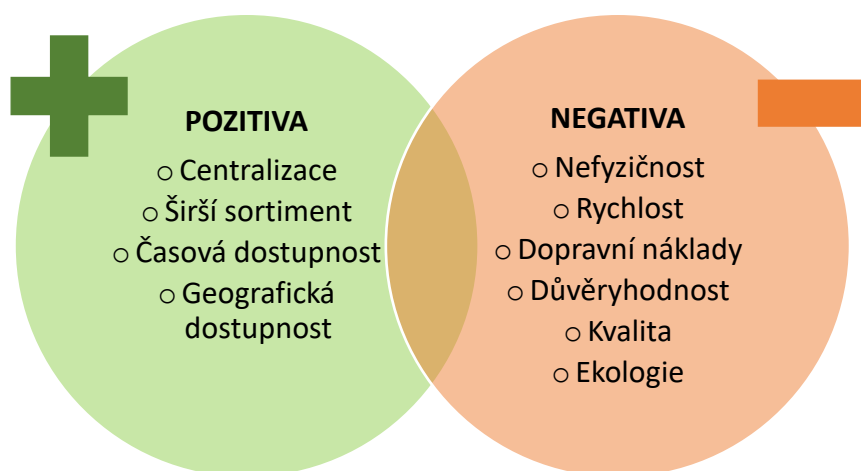 POZITIVA
○ Centralizace
○ Širší sortiment
○ Časová dostupnost
○ Geografická
dostupnost
NEGATIVA
○ Nefyzičnost
○ Rychlost
○ Dopravní náklady
○ Důvěryhodnost
○ Kvalita
○ Ekologie